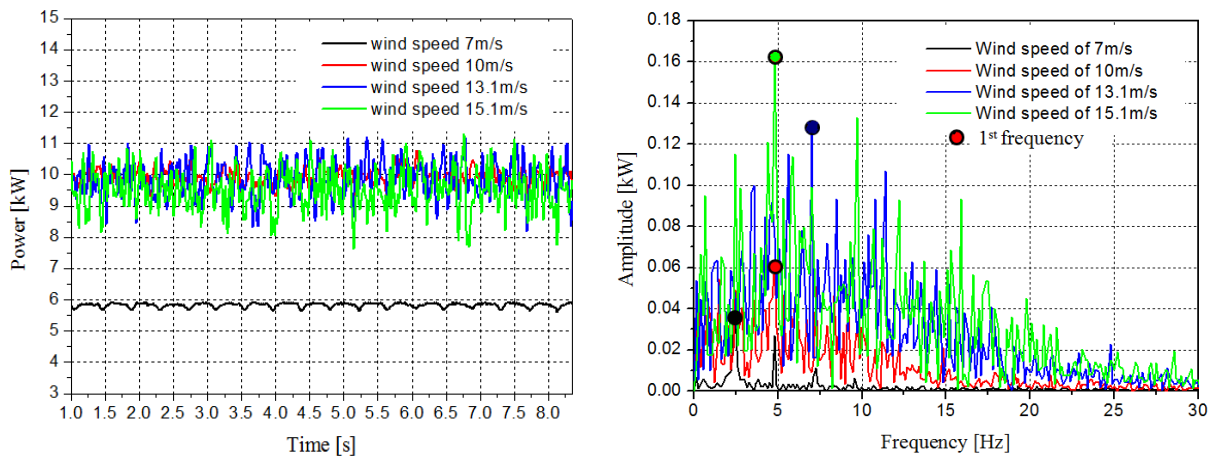 15
14
13
12
11
10
9
8
7
6
5
4
3
Power [kW]
wind speed 7m/s
wind speed 10m/s
wind speed 13.1m/s
wind speed 15.1m/s
1.0 1.5 2.0 2.5 3.0 3.5 4.0 4.5 5.0 5.5 6.0 6.5 7.0 7.5 8.0
Time [s]
0.18
0.16
0.14
0.12
0.10
0.08
0.06
0.04
0.02
0.00
Amplitude [kW]
Wind speed of 7m/s
Wind speed of 10m/s
Wind speed of 13.1m/s
Wind speed of 15.1m/s
1st frequency
0 5 10 15 20 25 30
Frequency [Hz]